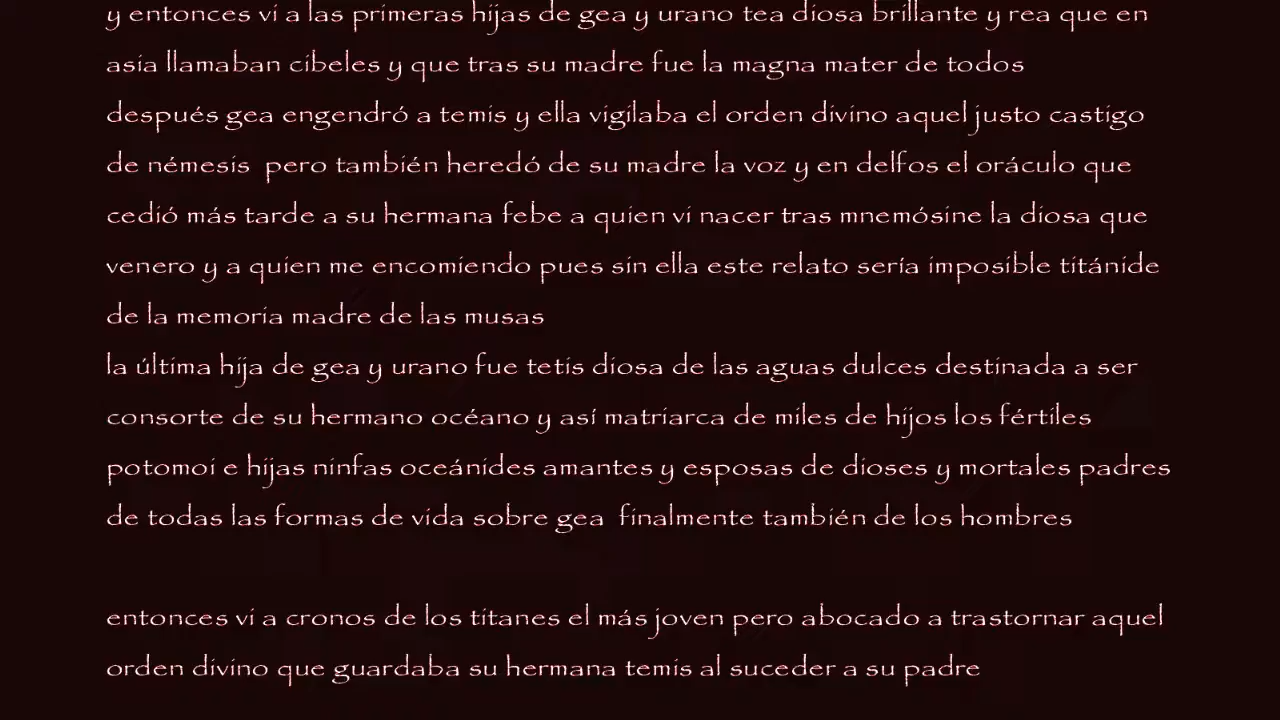 y entonces vi a las primeras hijas de gea y urano tea diosa brillante y rea que en
asia llamaban cibeles y que tras su madre fue la magna mater de todos
después gea engendró a temis y ella vigilaba el orden divino aquel justo castigo
de némesis  pero también heredó de su madre la voz y en delfos el oráculo que
cedió más tarde a su hermana febe a quien vi nacer tras mnemósine la diosa que
venero y a quien me encomiendo pues sin ella este relato sería imposible titánide
de la memoria madre de las musas
la última hija de gea y urano fue tetis diosa de las aguas dulces destinada a ser
consorte de su hermano océano y así matriarca de miles de hijos los fértiles
potomoi e hijas ninfas oceánides amantes y esposas de dioses y mortales padres
de todas las formas de vida sobre gea  finalmente también de los hombres
entonces vi a cronos de los titanes el más joven pero abocado a trastornar aquel
orden divino que guardaba su hermana temis al suceder a su padre